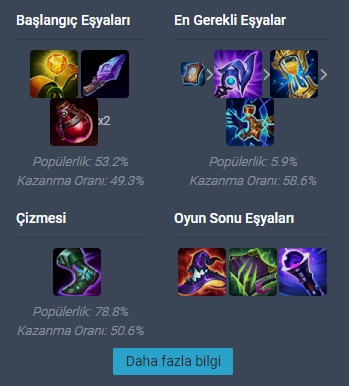 Başlangıç Eşyaları
x2
Popülerlik: 53.2%
Kazanma Oranı: 49.3%
En Gerekli Eşyalar
Popülerlik: 5.9%
Kazanma Oranı: 58.6%
Çizmesi
Popülerlik: 78.8%
Kazanma Oranı: 50.6%
Oyun Sonu Eşyaları
Daha fazla bilgi